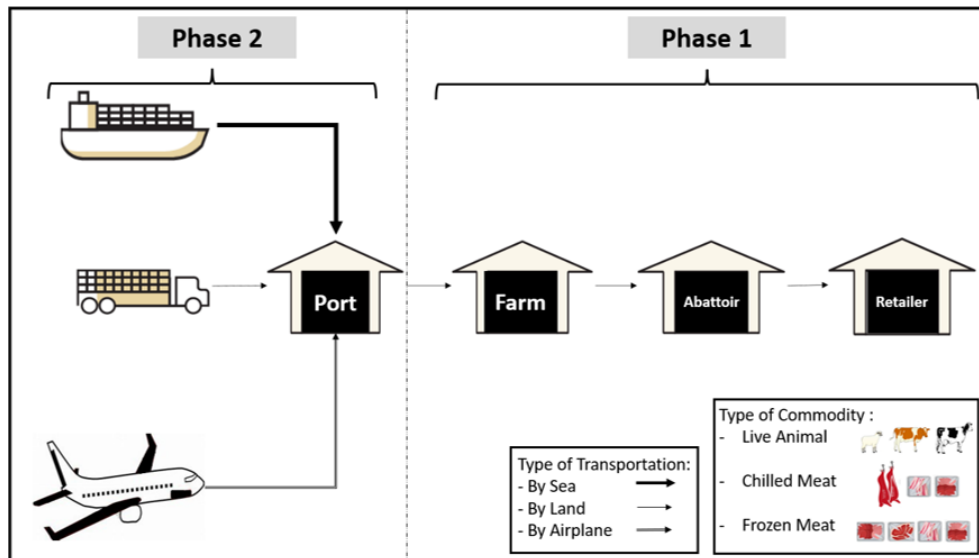 Phase 2
Phase 1
Port
Farm
Abattoir
Retailer
Type of Transportation:
- By Sea
- By Land
- By Airplane
Type of Commodity :
- Live Animal
- Chilled Meat
- Frozen Meat